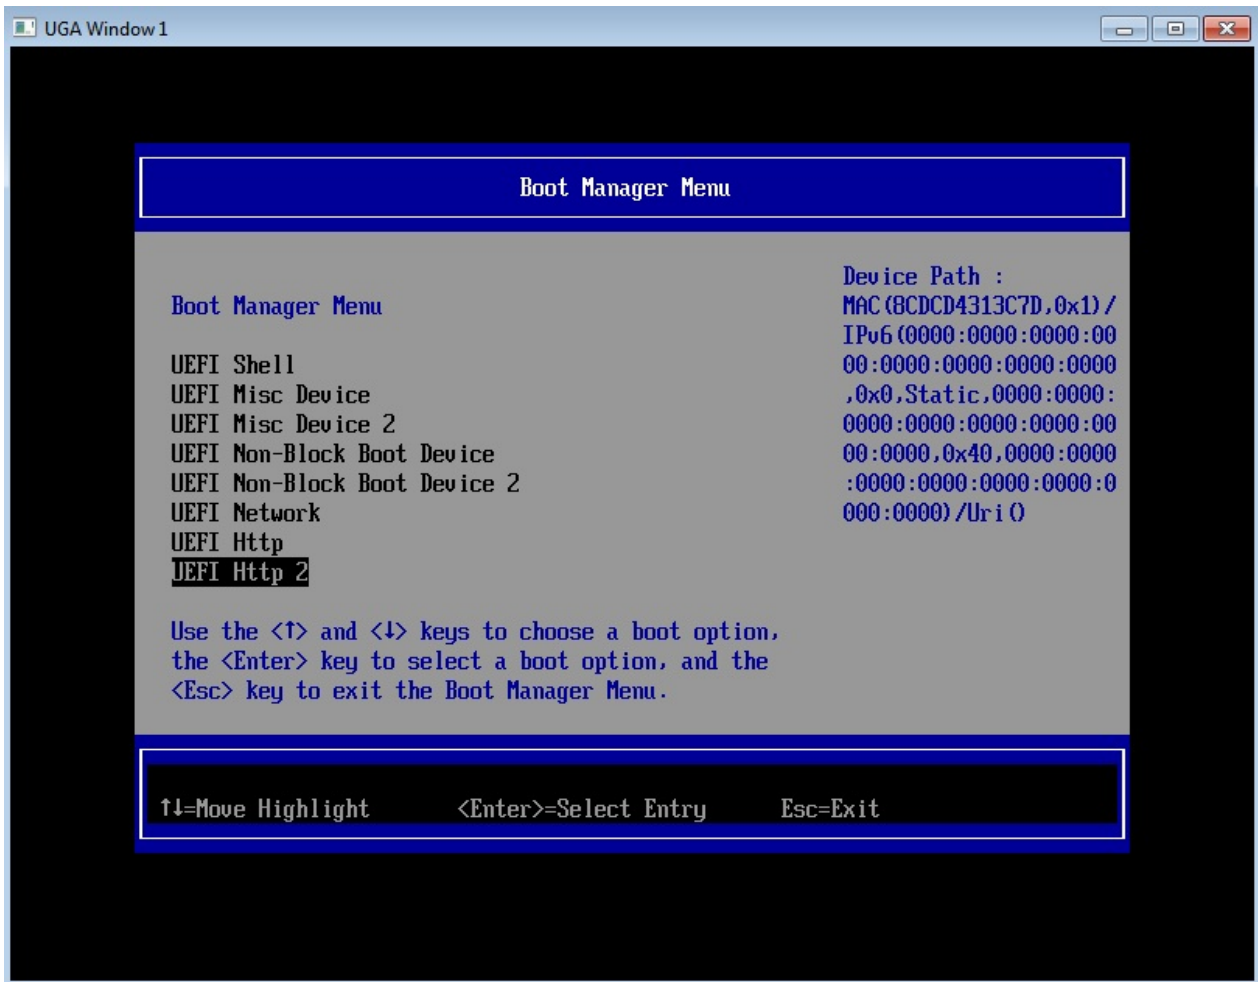 UGA Window 1
Boot Manager Menu
Boot Manager Menu
UEFI Shell
UEFI Misc Device
UEFI Misc Device 2
UEFI Non-Block Boot Device
UEFI Non-Block Boot Device 2
UEFI Network
UEFI Http
UEFI Http 2
Use the <↑> and <↓> keys to choose a boot option,
the <Enter> key to select a boot option, and the
<Esc> key to exit the Boot Manager Menu.
Device Path :
MAC(8CDCD4313C7D,0x1)/
IPv6(0000:0000:0000:00
00:0000:0000:0000:0000
,0x0,Static,0000:0000:
0000:0000:0000:0000:00
00:0000,0x40,0000:0000
:0000:0000:0000:0000:0
000:0000)/Uri()
↑↓=Move Highlight <Enter>=Select Entry Esc=Exit